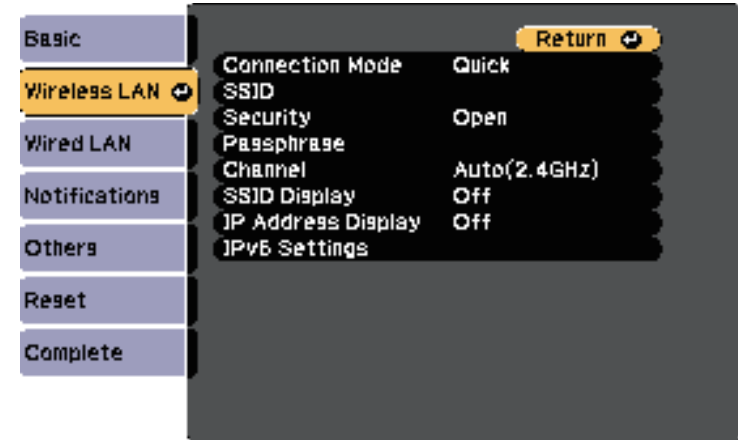 Basic
Wireless LAN
Wired LAN
Notifications
Others
Reset
Complete
Return
Connection Mode Quick
SSID
Security Open
Passphrase
Channel Auto(2.4GHz)
SSID Display Off
IP Address Display Off
IPv6 Settings